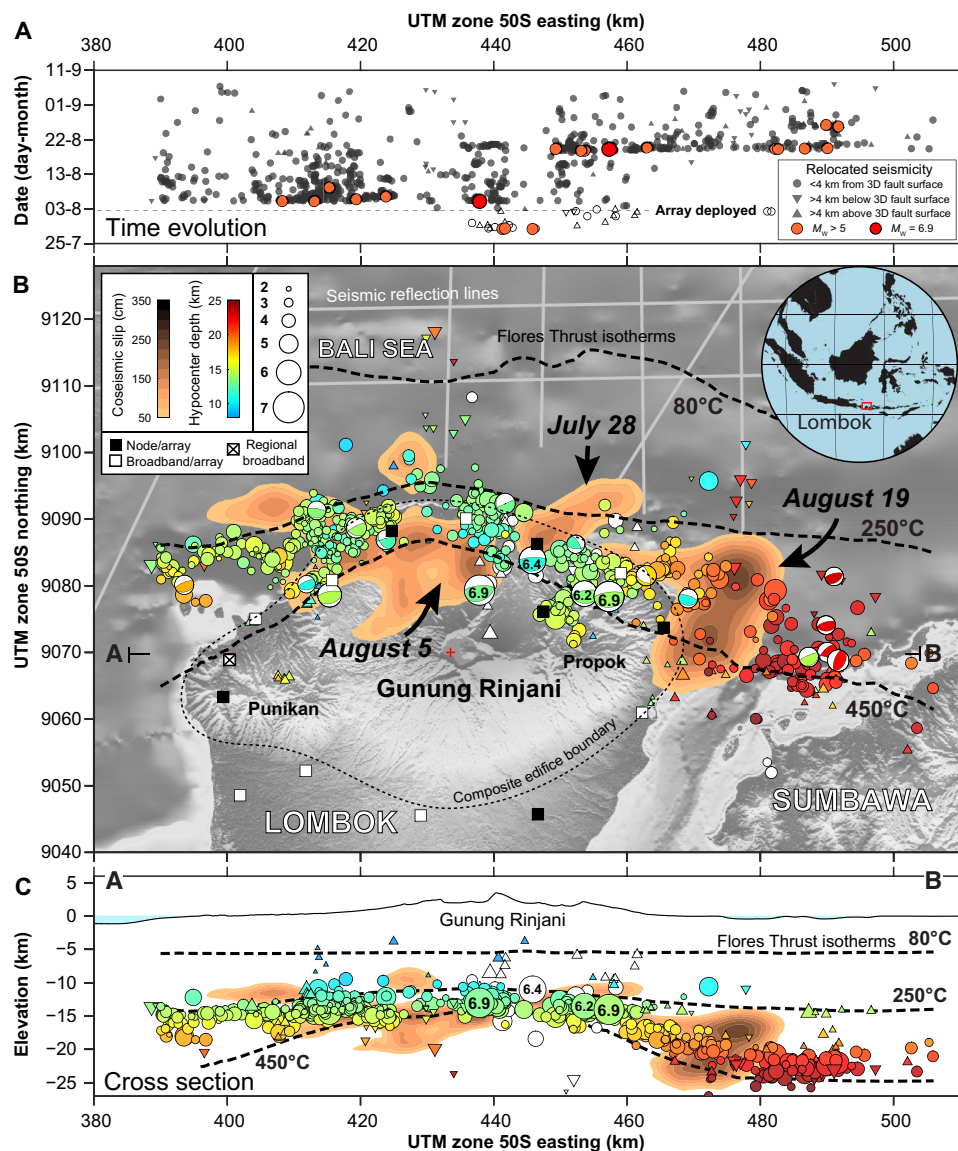 UTM zone 50S easting (km)
A
380 400 420 440 460 480 500
Date (day-month)
11-9
01-9
22-8
12-8
03-8
25-7
Time evolution
Array deployed
Relocated seismicity
<4 km from 3D fault surface
>4 km below 3D fault surface
>4 km above 3D fault surface
Mw > 5 Mw = 6.9
B
UTM zone 50S northing (km)
9120
9110
9100
9090
9080
9070
9060
9050
9040
Coseismic slip (cm)
350
250
150
50
Hypocenter depth (km)
25
20
15
10
2
3
4
5
6
7
Node/array
Broadband/array
Regional
broadband
Seismic reflection lines
BALI SEA
Flores Thrust isotherms
80°C
Lombok
July 28
August 19
250°C
6.4
6.9
6.2
6.9
August 5
A
B
Propok
Gunung Rinjani
Punikan
450°C
Composite edifice boundary
LOMBOK
SUMBAWA
C
A
B
Elevation (km)
5
0
−5
−10
−15
−20
−25
Gunung Rinjani
Flores Thrust isotherms
80°C
250°C
6.4
6.9
6.2
6.9
450°C
Cross section
380 400 420 440 460 480 500
UTM zone 50S easting (km)